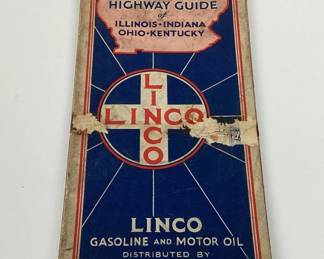 HIGHWAY GUIDE
of
ILLINOIS·INDIANA
OHIO·KENTUCKY
LINCO
LINCO
LINCO
GASOLINE AND MOTOR OIL
DISTRIBUTED BY